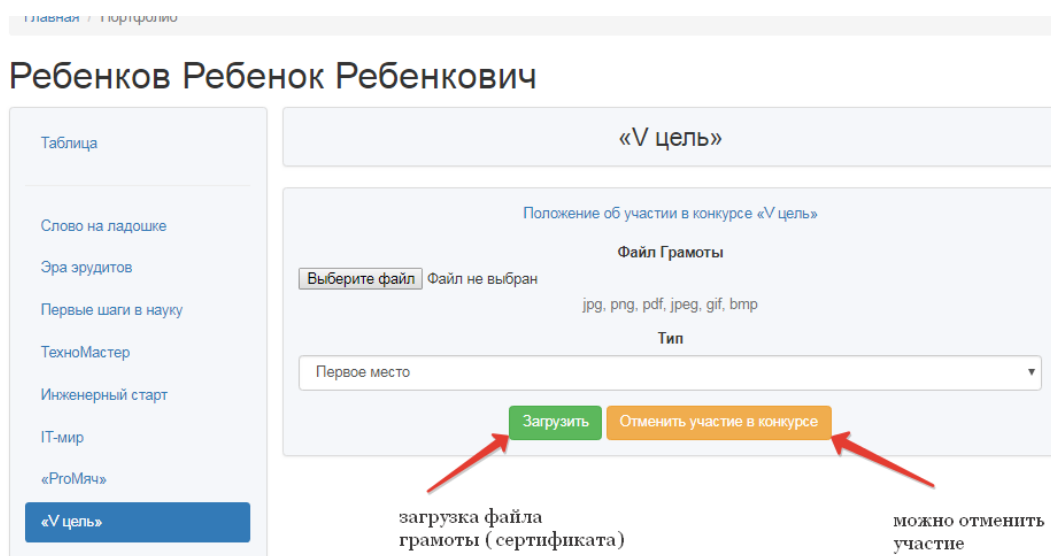 Главная / Портфолио
Ребенков Ребенок Ребенкович
Таблица
Слово на ладошке
Эра эрудитов
Первые шаги в науку
ТехноМастер
Инженерный старт
IT-мир
«ProМяч»
«V цель»
«V цель»
Положение об участии в конкурсе «V цель»
Файл Грамоты
Выберите файл Файл не выбран
jpg, png, pdf, jpeg, gif, bmp
Тип
Первое место
Загрузить Отменить участие в конкурсе
загрузка файла
грамоты ( сертификата)
можно отменить
участие